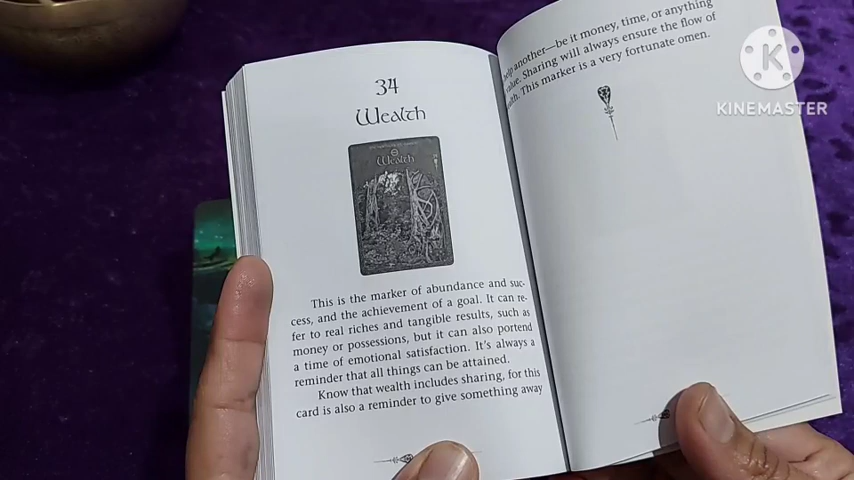 34
Wealth
Wealth
This is the marker of abundance and suc-
cess, and the achievement of a goal. It can re-
fer to real riches and tangible results, such as
money or possessions, but it can also portend
a time of emotional satisfaction. It's always a
reminder that all things can be attained.
Know that wealth includes sharing, for this
card is also a reminder to give something away
another—be it money, time, or anything
Sharing will always ensure the flow of
This marker is a very fortunate omen.
K
KINEMASTER